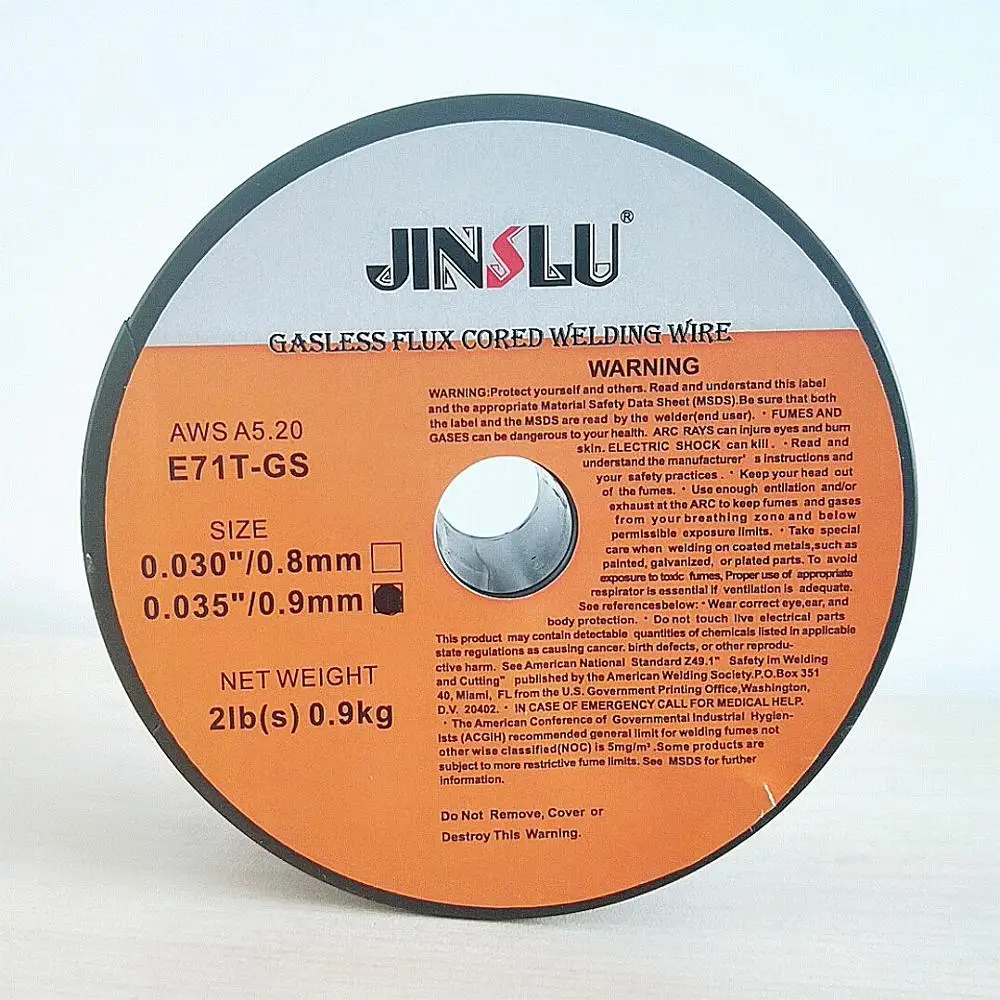 JINSLU®
GASLESS FLUX CORED WELDING WIRE
AWS A5.20
E71T-GS
SIZE
0.030"/0.8mm
0.035"/0.9mm
NET WEIGHT
2lb(s) 0.9kg
WARNING
WARNING:Protect yourself and others. Read and understand this label
and the appropriate Material Safety Data Sheet (MSDS).Be sure that both
the label and the MSDS are read by the welder(end user). · FUMES AND
GASES can be dangerous to your health. ARC RAYS can injure eyes and burn
skin. ELECTRIC SHOCK can kill . · Read and
understand the manufacturer' s instructions and
your safety practices . · Keep your head out
of the fumes. · Use enough entilation and/or
exhaust at the ARC to keep fumes and gases
from your breathing zone and below
permissible exposure limits. · Take special
care when welding on coated metals,such as
painted, galvanized, or plated parts. To avoid
exposure to toxic fumes, Proper use of appropriate
respirator is essential if ventilation is adequate.
See referencesbelow: · Wear correct eye,ear, and
body protection. · Do not touch live electrical parts
This product may contain detectable quantities of chemicals listed in applicable
state regulations as causing cancer. birth defects, or other reprodu-
ctive harm. See American National Standard Z49.1" Safety im Welding
and Cutting" published by the American Welding Society.P.O.Box 351
40, Miami, FL from the U.S. Government Printing Office,Washington,
D.V. 20402. · IN CASE OF EMERGENCY CALL FOR MEDICAL HELP.
· The American Conference of Governmental Industrial Hygien-
ists (ACGIH) recommended general limit for welding fumes not
other wise classified(NOC) is 5mg/m³ .Some products are
subject to more restrictive fume limits. See MSDS for further
information.
Do Not Remove, Cover or
Destroy This Warning.